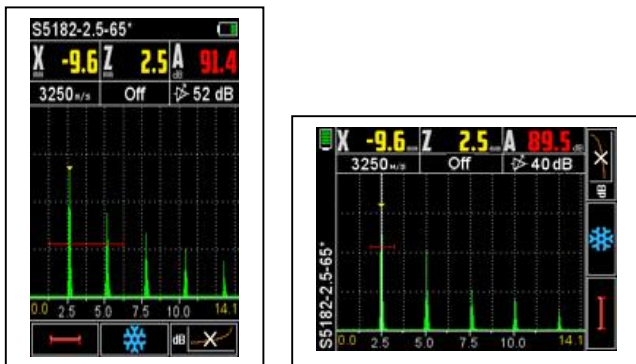 S5182-2.5-65°
X mm -9.6 Z mm 2.5 A dB 91.4
3250 м/s Off 52 dB
0.0 2.5 5.0 7.5 10.0 14.1
dB
X -9.6 mm Z 2.5 mm A 89.5 dB
3250 м/s Off 40 dB
dB
S5182-2.5-65°
0.0 2.5 5.0 7.5 10.0 14.1